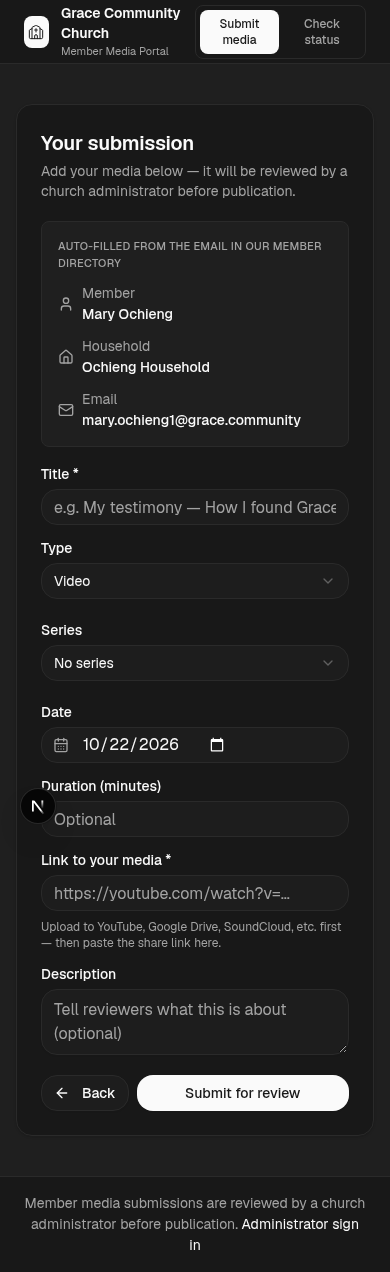 Grace Community
Church
Member Media Portal
Submit
media
Check
status
Your submission
Add your media below — it will be reviewed by a
church administrator before publication.
AUTO-FILLED FROM THE EMAIL IN OUR MEMBER
DIRECTORY
Member
Mary Ochieng
Household
Ochieng Household
Email
mary.ochieng1@grace.community
Title *
e.g. My testimony — How I found Grace
Type
Video
Series
No series
Date
10/22/2026
Duration (minutes)
N
Optional
Link to your media *
https://youtube.com/watch?v=...
Upload to YouTube, Google Drive, SoundCloud, etc. first
— then paste the share link here.
Description
Tell reviewers what this is about
(optional)
Back
Submit for review
Member media submissions are reviewed by a church
administrator before publication. Administrator sign
in